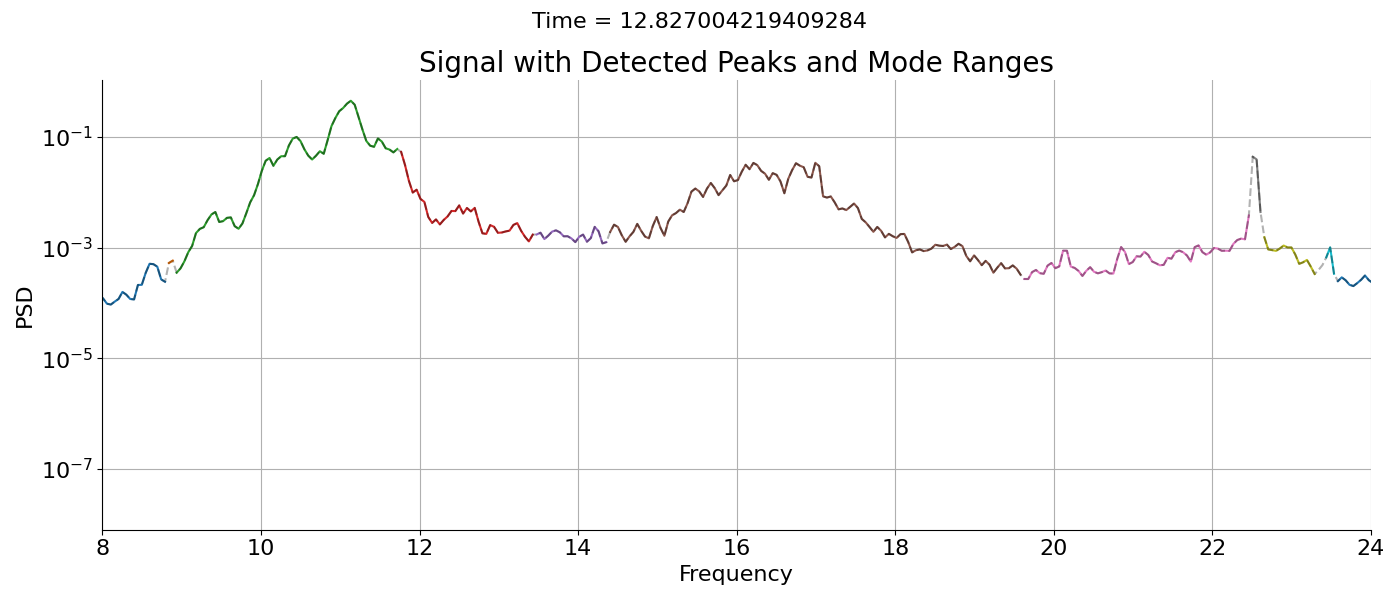 Time = 12.827004219409284
Signal with Detected Peaks and Mode Ranges
10⁻¹
10⁻³
10⁻⁵
10⁻⁷
PSD
8 10 12 14 16 18 20 22 24
Frequency